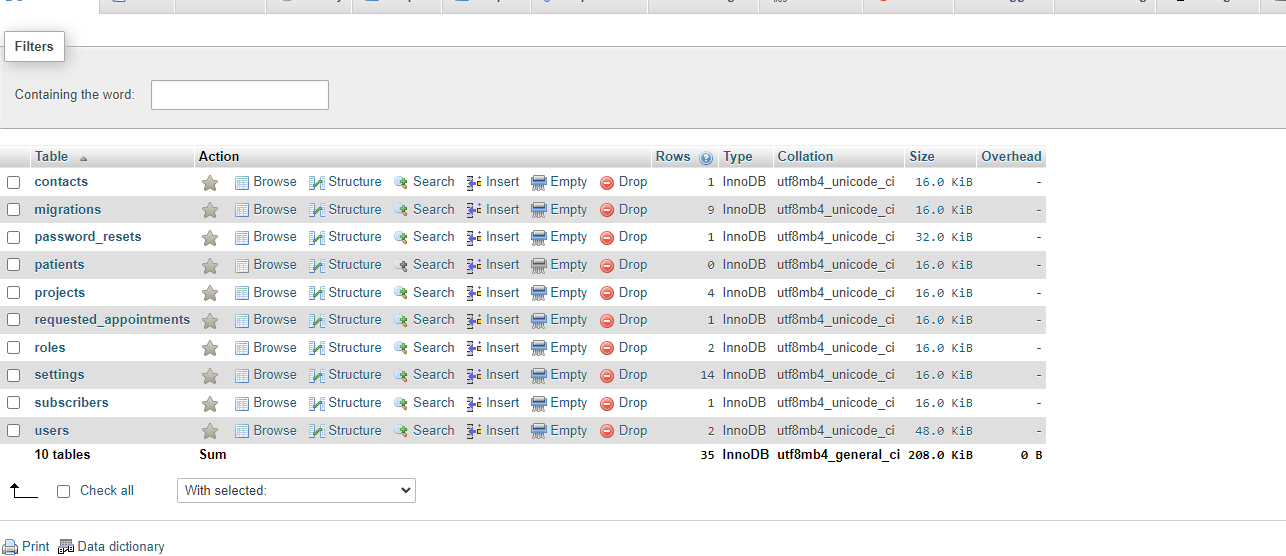 Filters
Containing the word:
Table Action Rows Type Collation Size Overhead
contacts Browse Structure Search Insert Empty Drop 1 InnoDB utf8mb4_unicode_ci 16.0 KiB -
migrations Browse Structure Search Insert Empty Drop 9 InnoDB utf8mb4_unicode_ci 16.0 KiB -
password_resets Browse Structure Search Insert Empty Drop 1 InnoDB utf8mb4_unicode_ci 32.0 KiB -
patients Browse Structure Search Insert Empty Drop 0 InnoDB utf8mb4_unicode_ci 16.0 KiB -
projects Browse Structure Search Insert Empty Drop 4 InnoDB utf8mb4_unicode_ci 16.0 KiB -
requested_appointments Browse Structure Search Insert Empty Drop 1 InnoDB utf8mb4_unicode_ci 16.0 KiB -
roles Browse Structure Search Insert Empty Drop 2 InnoDB utf8mb4_unicode_ci 16.0 KiB -
settings Browse Structure Search Insert Empty Drop 14 InnoDB utf8mb4_unicode_ci 16.0 KiB -
subscribers Browse Structure Search Insert Empty Drop 1 InnoDB utf8mb4_unicode_ci 16.0 KiB -
users Browse Structure Search Insert Empty Drop 2 InnoDB utf8mb4_unicode_ci 48.0 KiB -
10 tables Sum 35 InnoDB utf8mb4_general_ci 208.0 KiB 0 B
Check all With selected:
Print Data dictionary